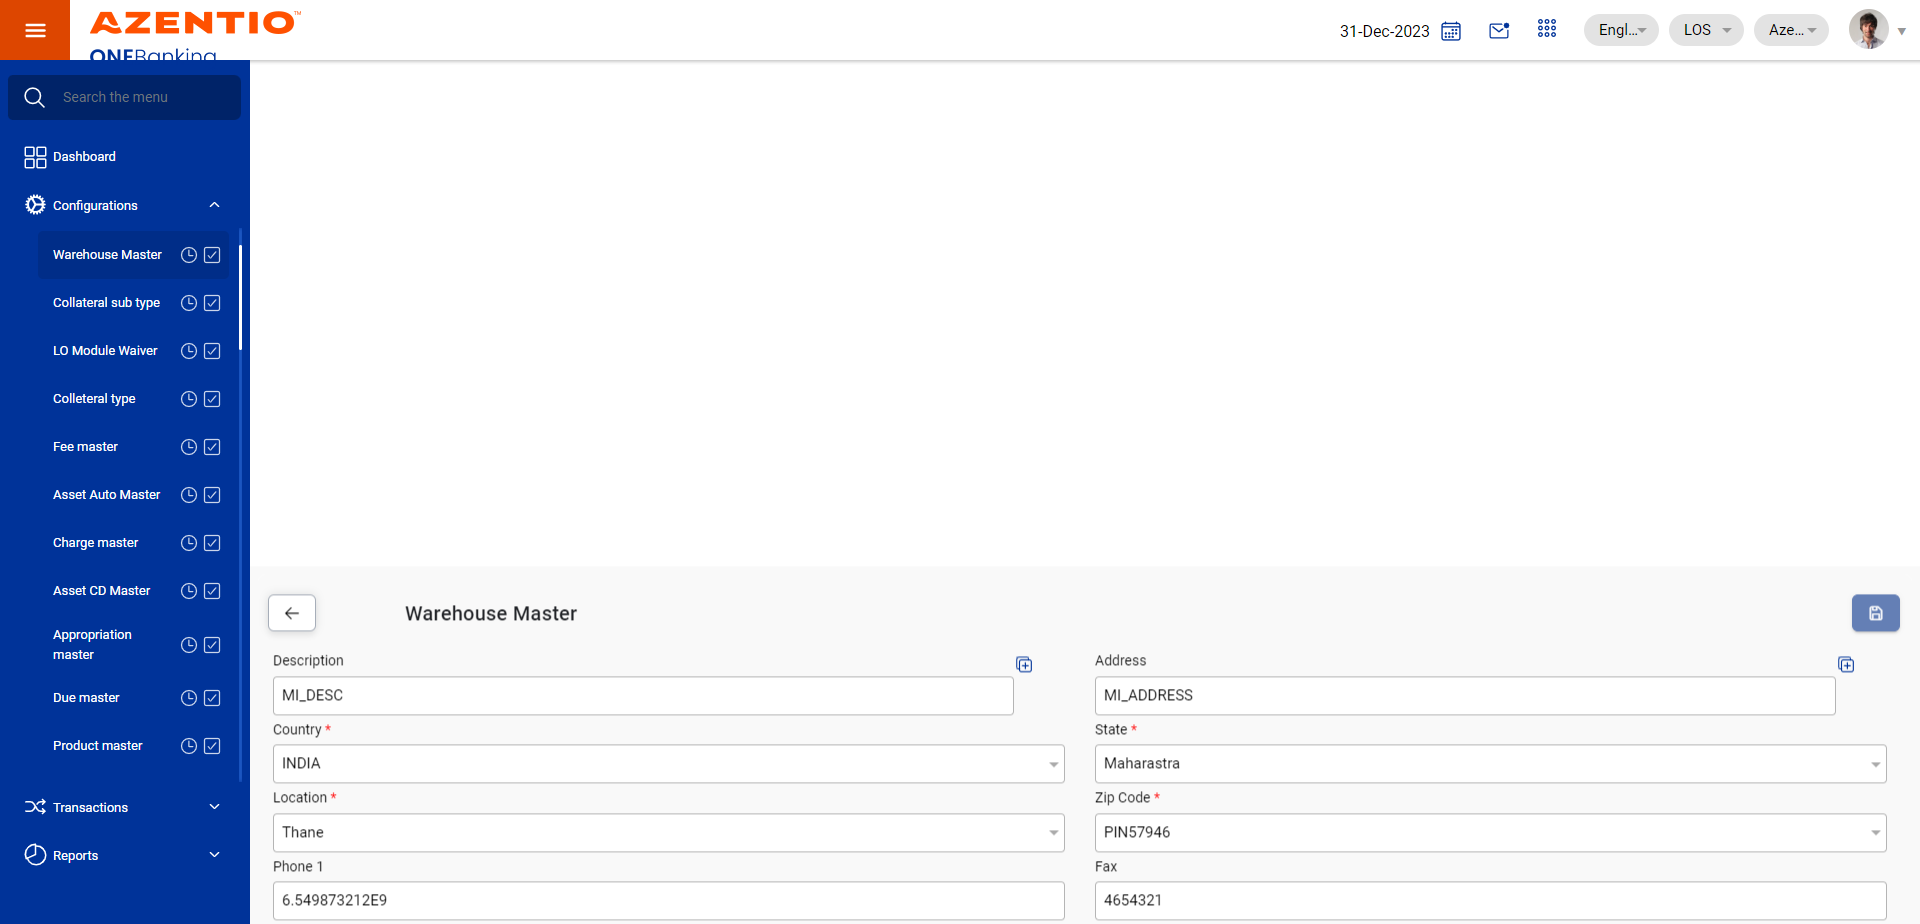 AZENTIO™
ONEBanking
31-Dec-2023
Engl...
LOS
Aze...
Search the menu
Dashboard
Configurations
Warehouse Master
Collateral sub type
LO Module Waiver
Colleteral type
Fee master
Asset Auto Master
Charge master
Asset CD Master
Appropriation
master
Due master
Product master
Transactions
Reports
Warehouse Master
Description
MI_DESC
Address
MI_ADDRESS
Country *
INDIA
State *
Maharastra
Location *
Thane
Zip Code *
PIN57946
Phone 1
6.549873212E9
Fax
4654321